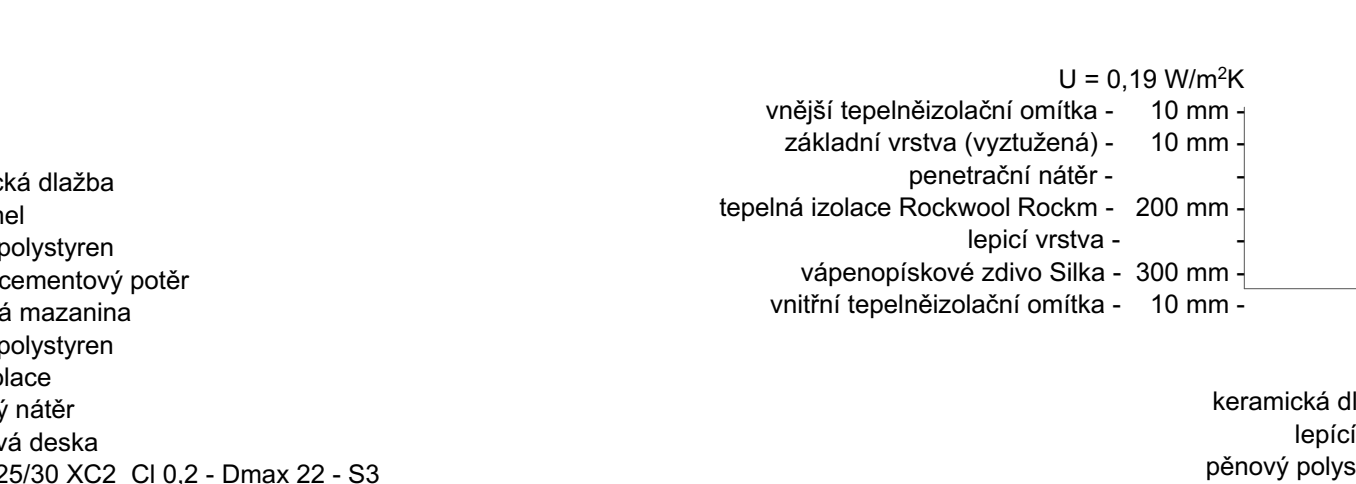 U = 0,19 W/m²K
vnější tepelněizolační omítka - 10 mm -
základní vrstva (vyztužená) - 10 mm -
penetrační nátěr - -
tepelná izolace Rockwool Rockm - 200 mm -
lepicí vrstva - -
vápenopískové zdivo Silka - 300 mm -
vnitřní tepelněizolační omítka - 10 mm -
cká dlažba
nel
polystyren
cementový potěr
á mazanina
polystyren
olace
ý nátěr
vá deska
25/30 XC2 Cl 0,2 - Dmax 22 - S3
keramická dl
lepící
pěnový polys